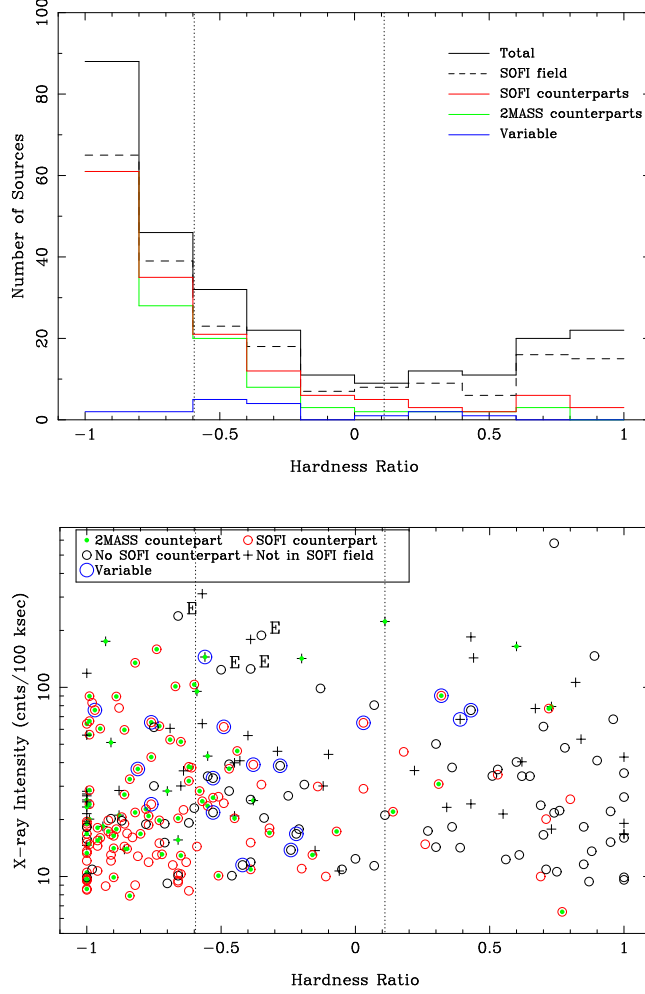 100
80
60
40
20
0
Number of Sources
Total
SOFI field
SOFI counterparts
2MASS counterparts
Variable
−1
−0.5
0
0.5
1
Hardness Ratio
2MASS counterpart SOFI counterpart
No SOFI counterpart Not in SOFI field
Variable
E
E
E E
100
10
X−ray Intensity (cnts/100 ksec)
−1
−0.5
0
0.5
1
Hardness Ratio